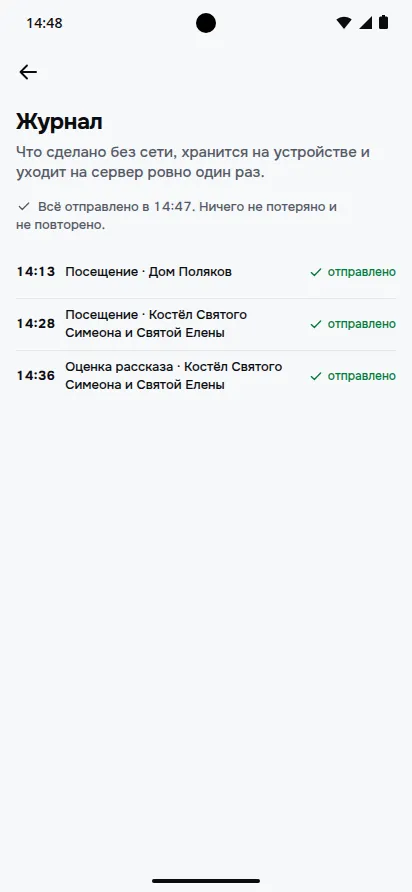 14:48
Журнал
Что сделано без сети, хранится на устройстве и
уходит на сервер ровно один раз.
Всё отправлено в 14:47. Ничего не потеряно и
не повторено.
14:13 Посещение · Дом Поляков отправлено
14:28 Посещение · Костёл Святого
Симеона и Святой Елены отправлено
14:36 Оценка рассказа · Костёл Святого
Симеона и Святой Елены отправлено